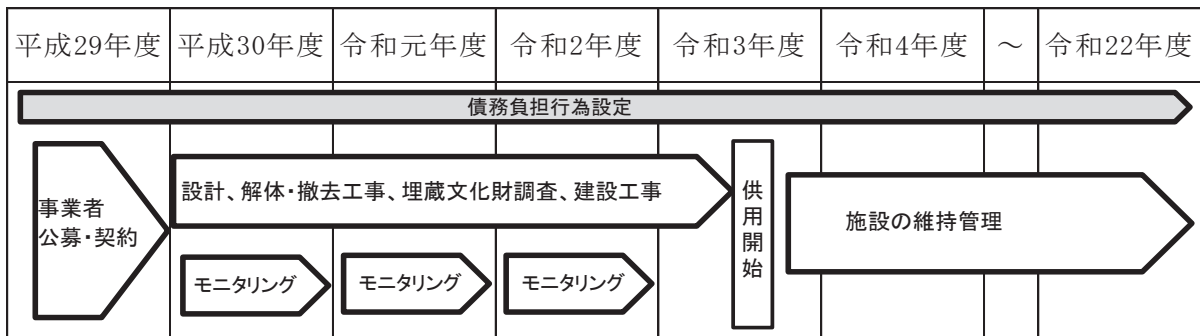 平成29年度 平成30年度 令和元年度 令和2年度 令和3年度 令和4年度 ～ 令和22年度
債務負担行為設定
事業者
公募・契約
設計、解体・撤去工事、埋蔵文化財調査、建設工事
供用開始
施設の維持管理
モニタリング モニタリング モニタリング